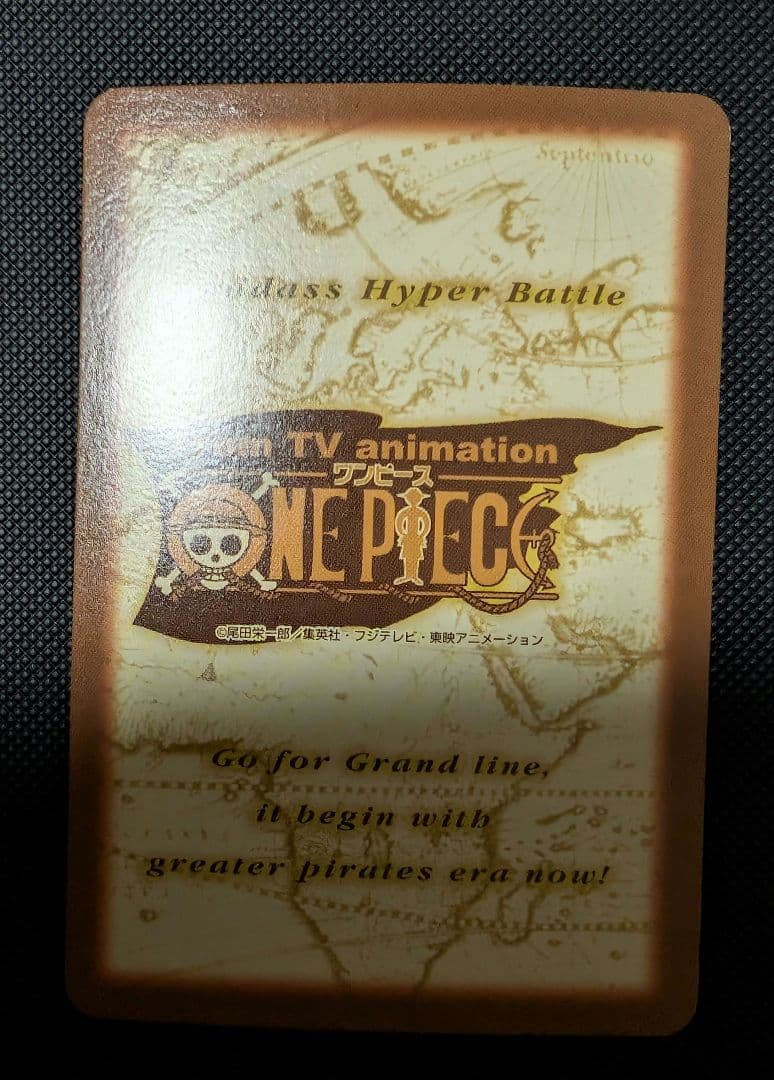 Septentrio
Hyper Battle
TV animation
ワンピース
ONE PIECE
©尾田栄一郎／集英社・フジテレビ・東映アニメーション
Go for Grand line,
it begin with
greater pirates era now!